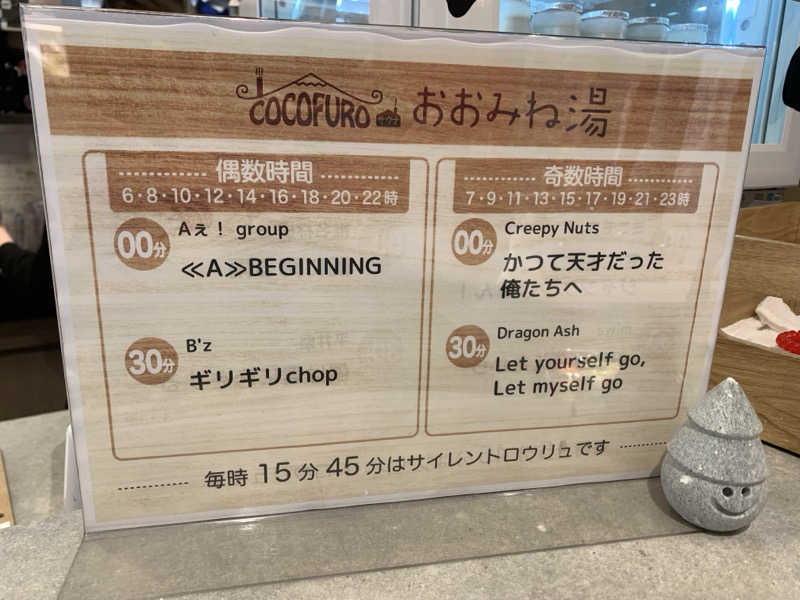 COCOFURO おおみね湯
偶数時間
6・8・10・12・14・16・18・20・22時
00分
Aぇ! group
≪A≫BEGINNING
30分
B'z
ギリギリchop
奇数時間
7・9・11・13・15・17・19・21・23時
00分
Creepy Nuts
かつて天才だった
俺たちへ
30分
Dragon Ash
Let yourself go,
Let myself go
毎時 15分 45分はサイレントロウリュです